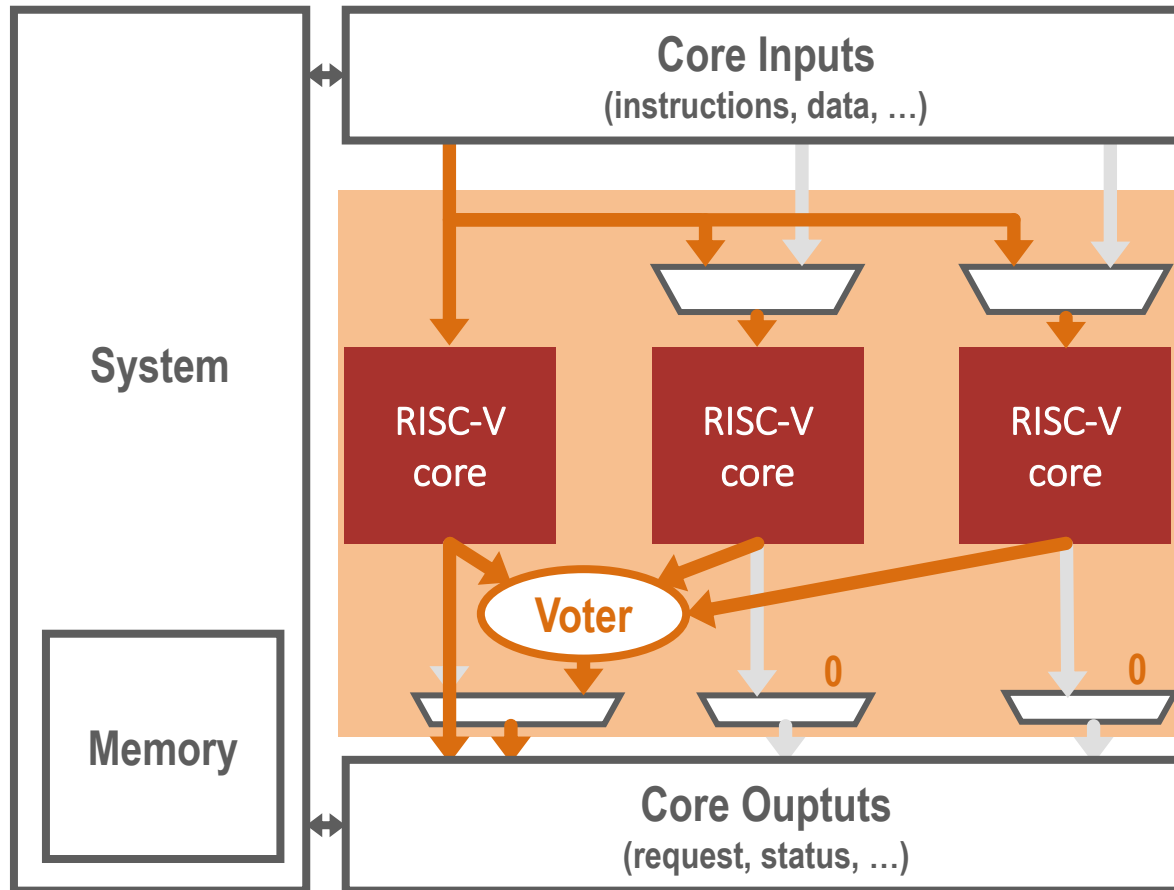 Core Inputs
(instructions, data, …)
System
RISC-V
core
RISC-V
core
RISC-V
core
Voter
0
0
Memory
Core Ouptuts
(request, status, …)